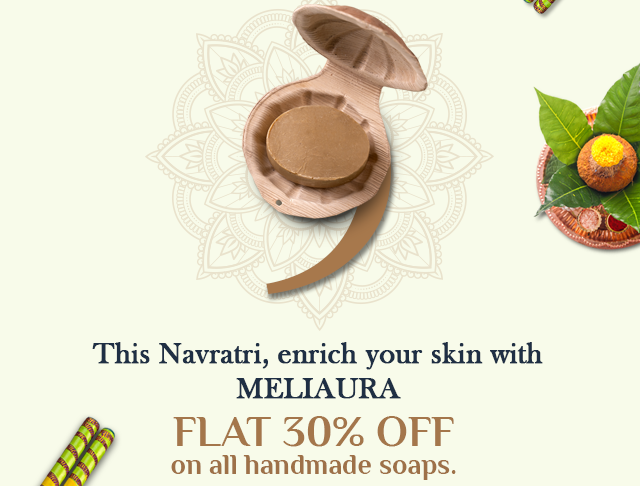 This Navratri, enrich your skin with
MELIAURA
FLAT 30% OFF
on all handmade soaps.